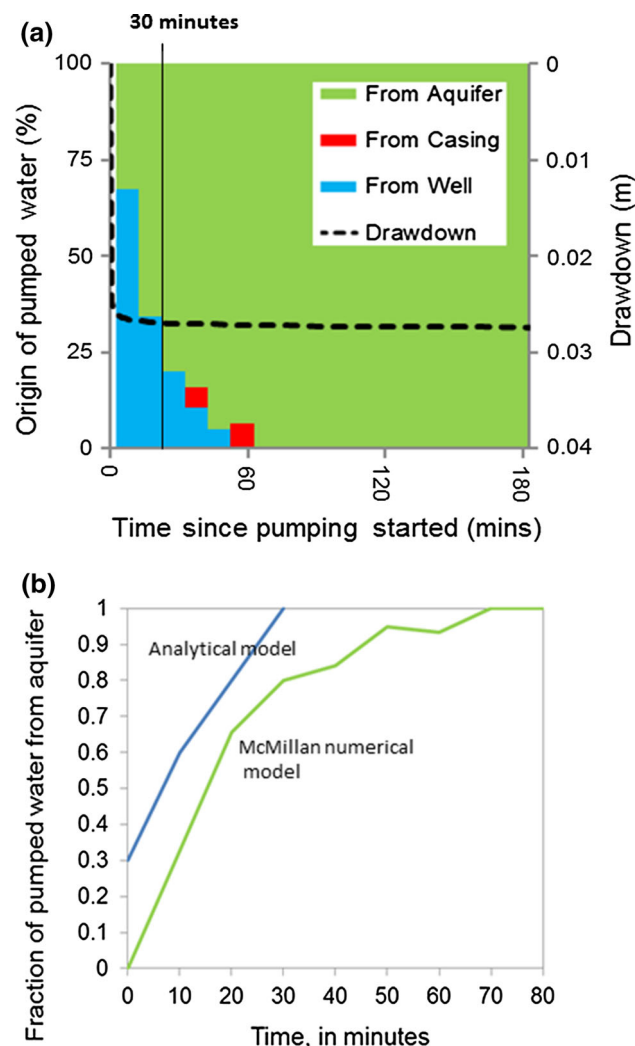 (a)
30 minutes
100
75
50
25
0
Origin of pumped water (%)
From Aquifer
From Casing
From Well
Drawdown
0
0.01
0.02
0.03
0.04
Drawdown (m)
0
60
120
180
Time since pumping started (mins)
(b)
1
0.9
0.8
0.7
0.6
0.5
0.4
0.3
0.2
0.1
0
Fraction of pumped water from aquifer
Analytical model
McMillan numerical
model
0 10 20 30 40 50 60 70 80
Time, in minutes